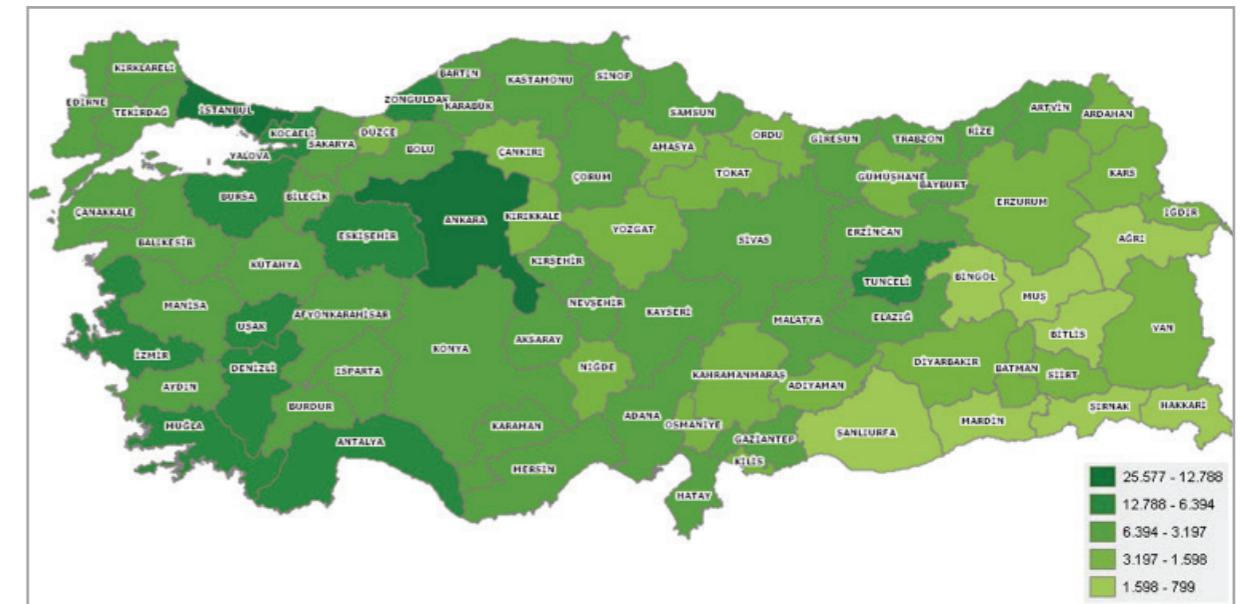 KIRKLARELİ
EDİRNE
TEKİRDAĞ
İSTANBUL
KOCAELİ
YALOVA
SAKARYA
DÜZCE
ZONGULDAK
BARTIN
KARABÜK
KASTAMONU
SİNOP
SAMSUN
ORDU
GİRESUN
TRABZON
RİZE
ARTVİN
ARDAHAN
BOLU
ÇANKIRI
AMASYA
TOKAT
ÇORUM
GÜMÜŞHANE
BAYBURT
ERZURUM
KARS
IĞDIR
AĞRI
ÇANAKKALE
BURSA
BİLECİK
ESKİŞEHİR
ANKARA
KIRIKKALE
YOZGAT
SİVAS
ERZİNCAN
BALIKESİR
KÜTAHYA
KIRŞEHİR
TUNCELİ
BİNGÖL
MUŞ
MANİSA
UŞAK
AFYONKARAHİSAR
NEVŞEHİR
KAYSERİ
MALATYA
ELAZIĞ
BİTLİS
VAN
İZMİR
DENİZLİ
ISPARTA
KONYA
AKSARAY
NİĞDE
KAHRAMANMARAŞ
ADIYAMAN
DİYARBAKIR
BATMAN
SİİRT
AYDIN
BURDUR
MUĞLA
ANTALYA
KARAMAN
MERSİN
ADANA
OSMANİYE
GAZİANTEP
KİLİS
HATAY
ŞANLIURFA
MARDİN
ŞIRNAK
HAKKARİ
25.577 - 12.788
12.788 - 6.394
6.394 - 3.197
3.197 - 1.598
1.598 - 799